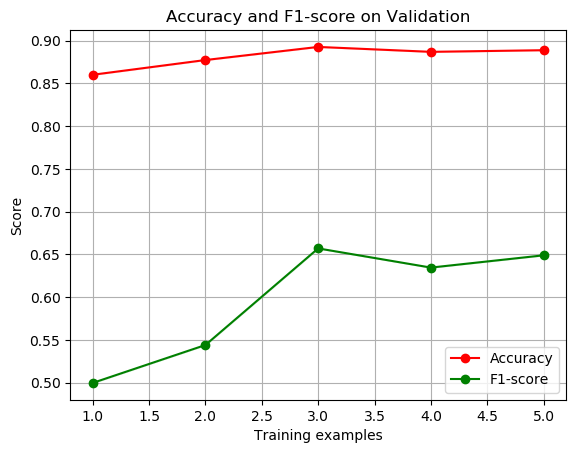 Accuracy and F1-score on Validation
0.90
0.85
0.80
0.75
0.70
0.65
0.60
0.55
0.50
Score
Accuracy
F1-score
1.0 1.5 2.0 2.5 3.0 3.5 4.0 4.5 5.0
Training examples